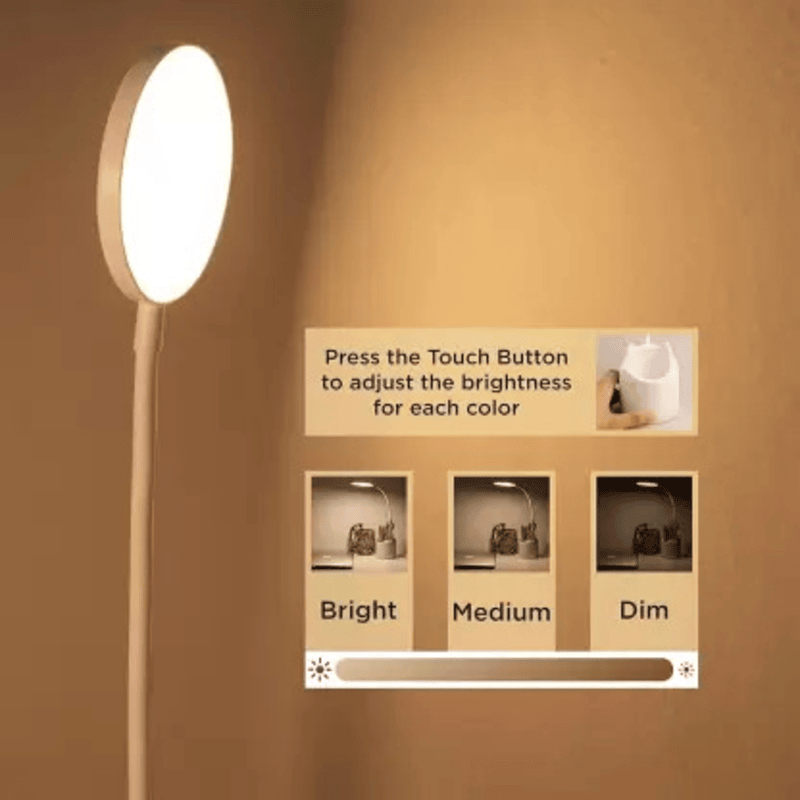 Press the Touch Button
to adjust the brightness
for each color
Bright
Medium
Dim